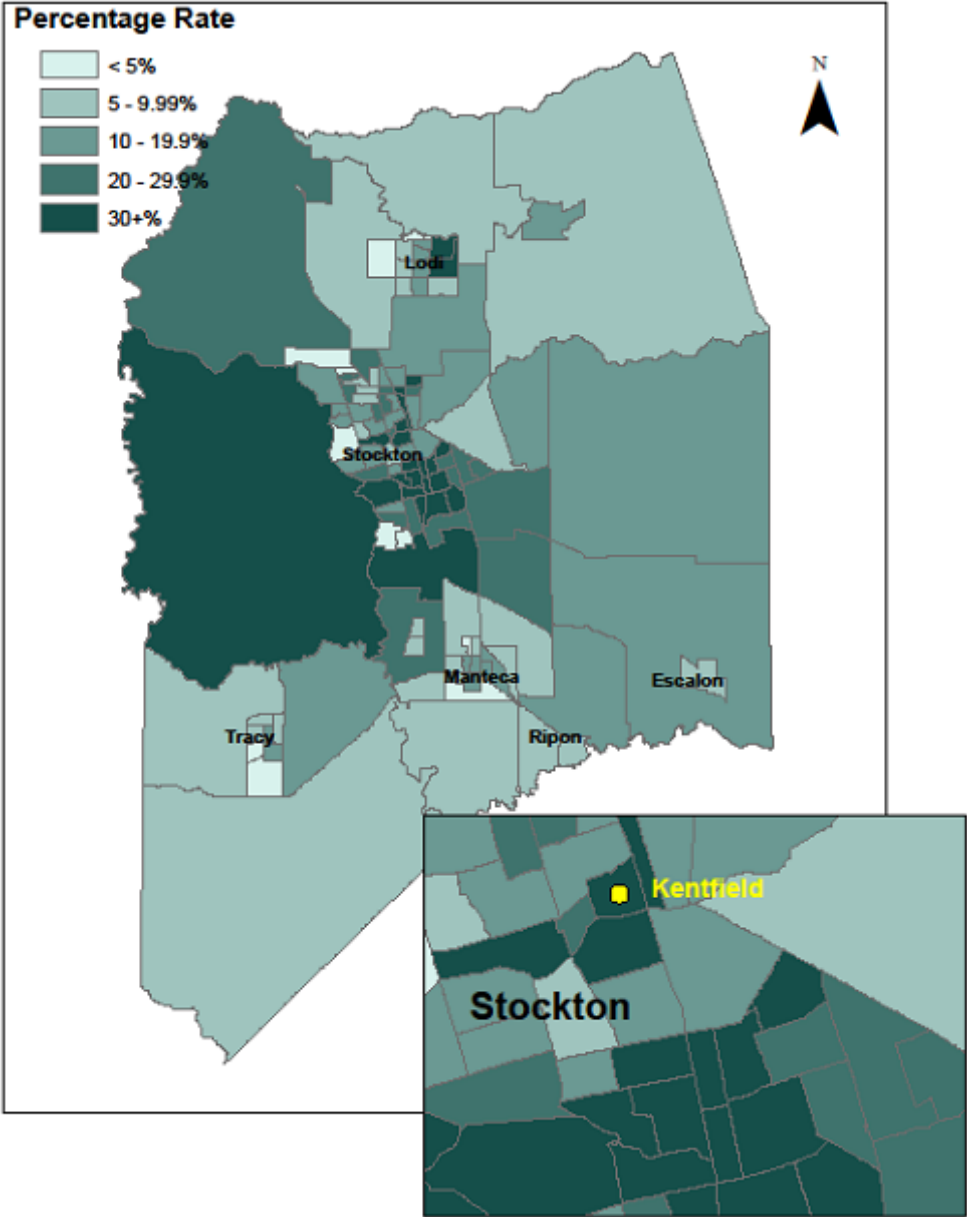 Percentage Rate
< 5%
5 - 9.99%
10 - 19.9%
20 - 29.9%
30+%
N
Lodi
Stockton
Manteca
Escalon
Tracy
Ripon
Kentfield
Stockton